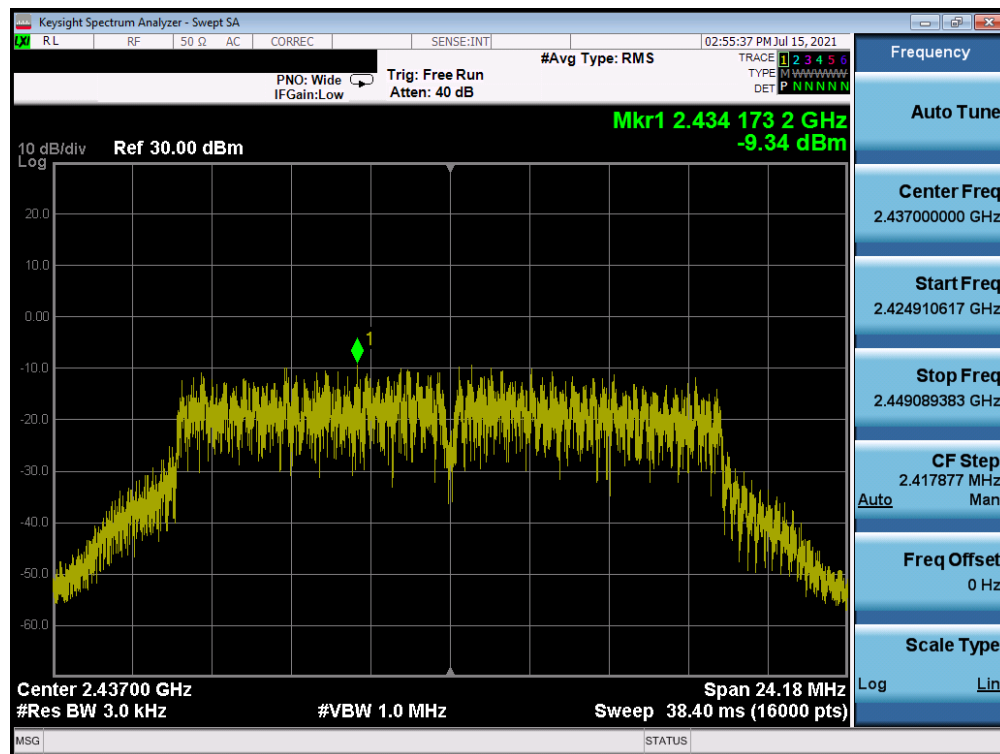 Keysight Spectrum Analyzer - Swept SA
LXI RL RF 50 Ω AC CORREC SENSE:INT 02:55:37 PM Jul 15, 2021
#Avg Type: RMS TRACE 1 2 3 4 5 6
PNO: Wide Trig: Free Run TYPE M WWWWW
IFGain:Low Atten: 40 dB DET P N N N N N
Mkr1 2.434 173 2 GHz
-9.34 dBm
10 dB/div Ref 30.00 dBm
Log
20.0
10.0
0.00
1
-10.0
-20.0
-30.0
-40.0
-50.0
-60.0
Center 2.43700 GHz Span 24.18 MHz
#Res BW 3.0 kHz #VBW 1.0 MHz Sweep 38.40 ms (16000 pts)
MSG STATUS
Frequency
Auto Tune
Center Freq
2.437000000 GHz
Start Freq
2.424910617 GHz
Stop Freq
2.449089383 GHz
CF Step
2.417877 MHz
Auto Man
Freq Offset
0 Hz
Scale Type
Log Lin